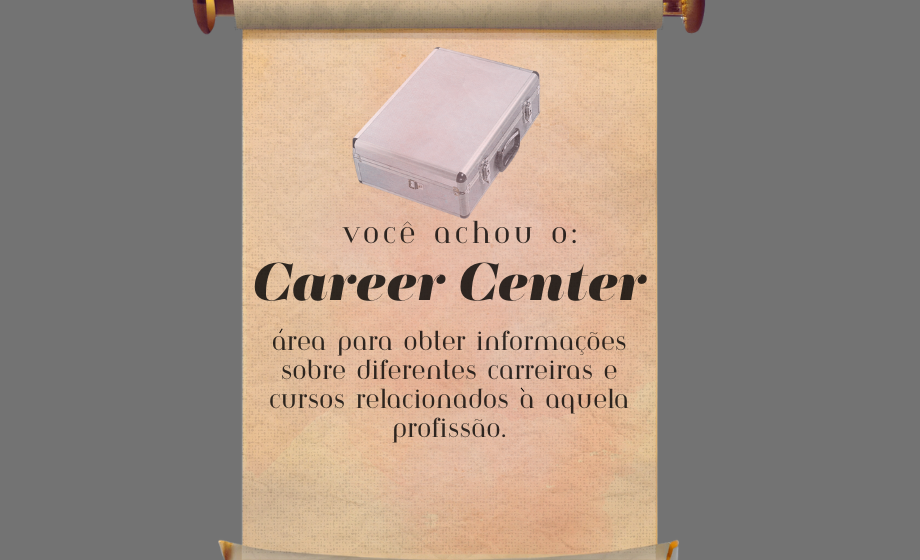 você achou o:
Career Center
área para obter informações
sobre diferentes carreiras e
cursos relacionados à aquela
profissão.